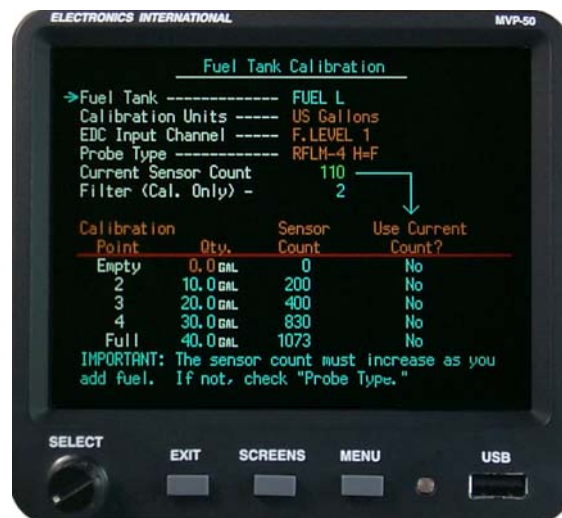 ELECTRONICS INTERNATIONAL MVP-50
Fuel Tank Calibration
→Fuel Tank ------------- FUEL L
Calibration Units ----- US Gallons
EDC Input Channel ----- F.LEVEL 1
Probe Type ------------ RFLM-4 H=F
Current Sensor Count 110
Filter (Cal. Only) - 2
Calibration Sensor Use Current
Point Qty. Count Count?
Empty 0.0 GAL 0 No
2 10.0 GAL 200 No
3 20.0 GAL 400 No
4 30.0 GAL 830 No
Full 40.0 GAL 1073 No
IMPORTANT: The sensor count must increase as you
add fuel. If not, check "Probe Type."
SELECT EXIT SCREENS MENU USB